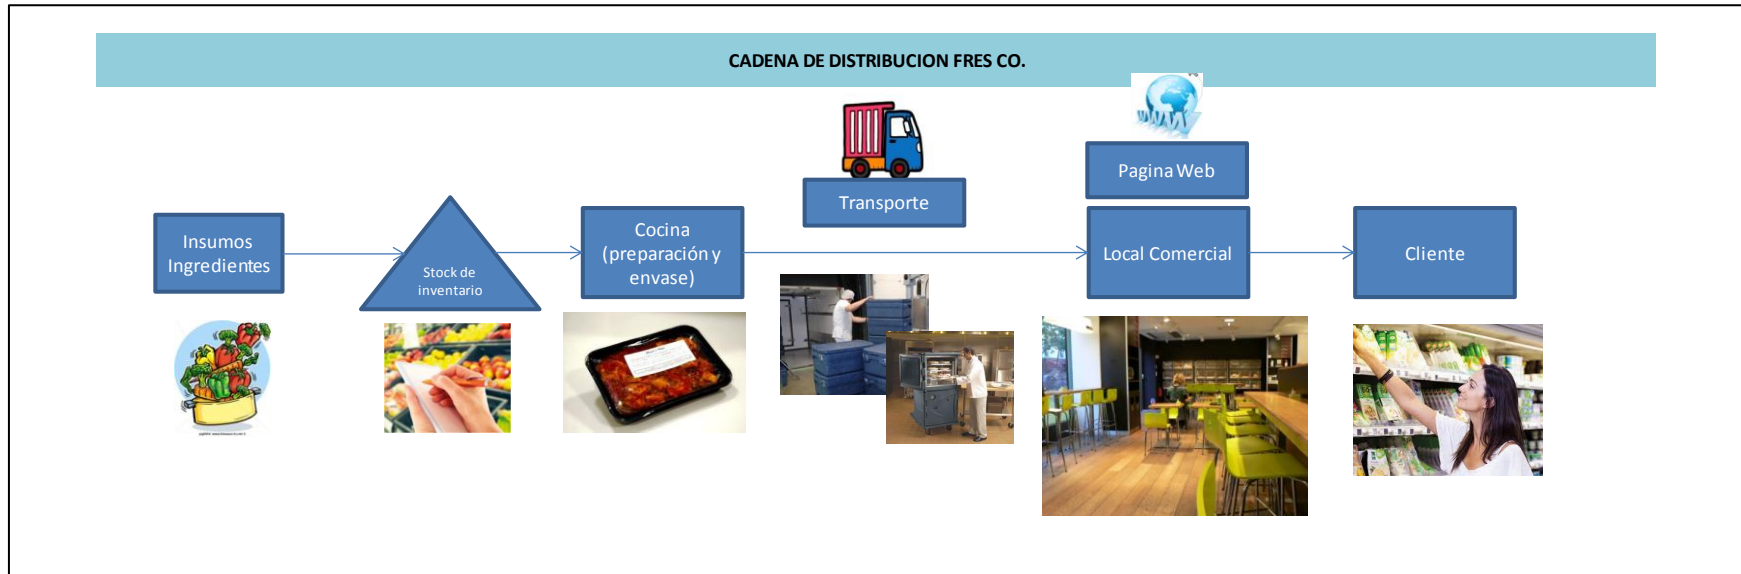 CADENA DE DISTRIBUCION FRES CO.
WWW
Pagina Web
Transporte
Insumos
Ingredientes
Stock de
inventario
Cocina
(preparación y
envase)
Local Comercial
Cliente